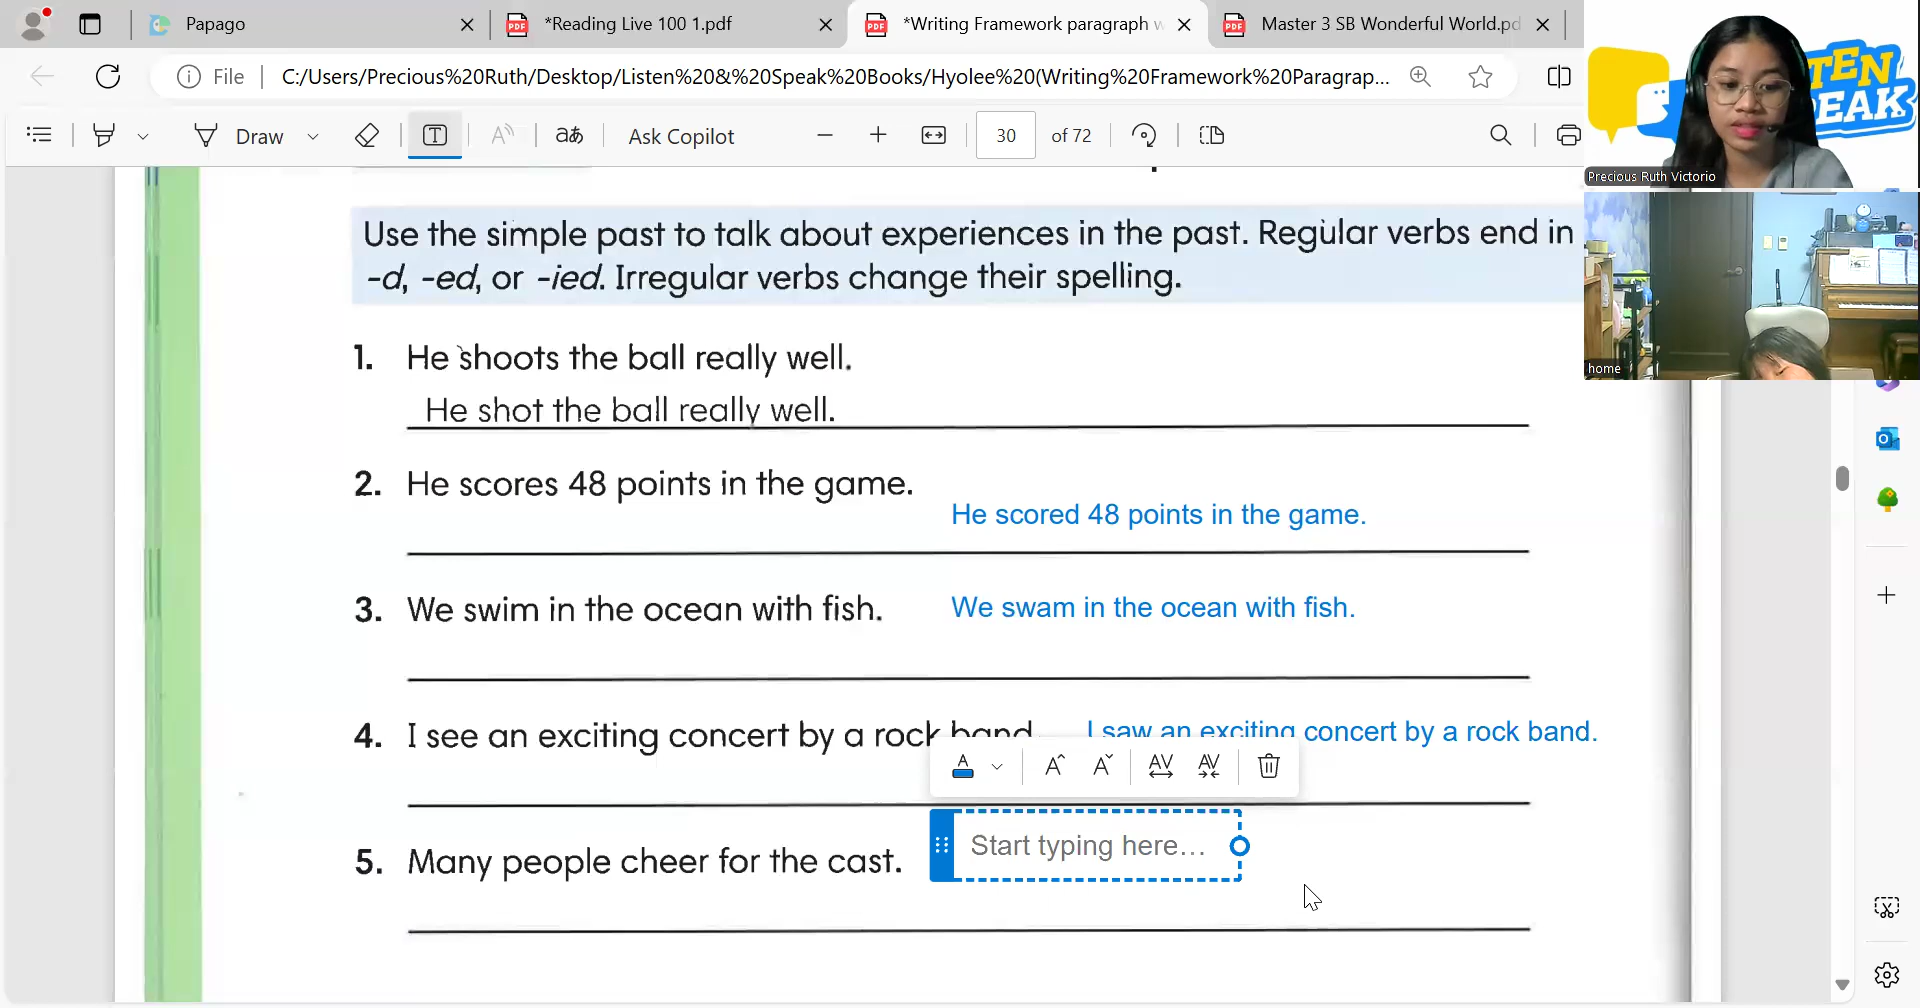 Papago
*Reading Live 100 1.pdf
*Writing Framework paragraph w
Master 3 SB Wonderful World.pd
File
C:/Users/Precious%20Ruth/Desktop/Listen%20&%20Speak%20Books/Hyolee%20(Writing%20Framework%20Paragrap...
Draw
Ask Copilot
30
of 72
Precious Ruth Victorio
home
Use the simple past to talk about experiences in the past. Regular verbs end in
-d, -ed, or -ied. Irregular verbs change their spelling.
1. He shoots the ball really well.
He shot the ball really well.
2. He scores 48 points in the game.
He scored 48 points in the game.
3. We swim in the ocean with fish.
We swam in the ocean with fish.
4. I see an exciting concert by a rock band.
I saw an exciting concert by a rock band.
Start typing here...
5. Many people cheer for the cast.